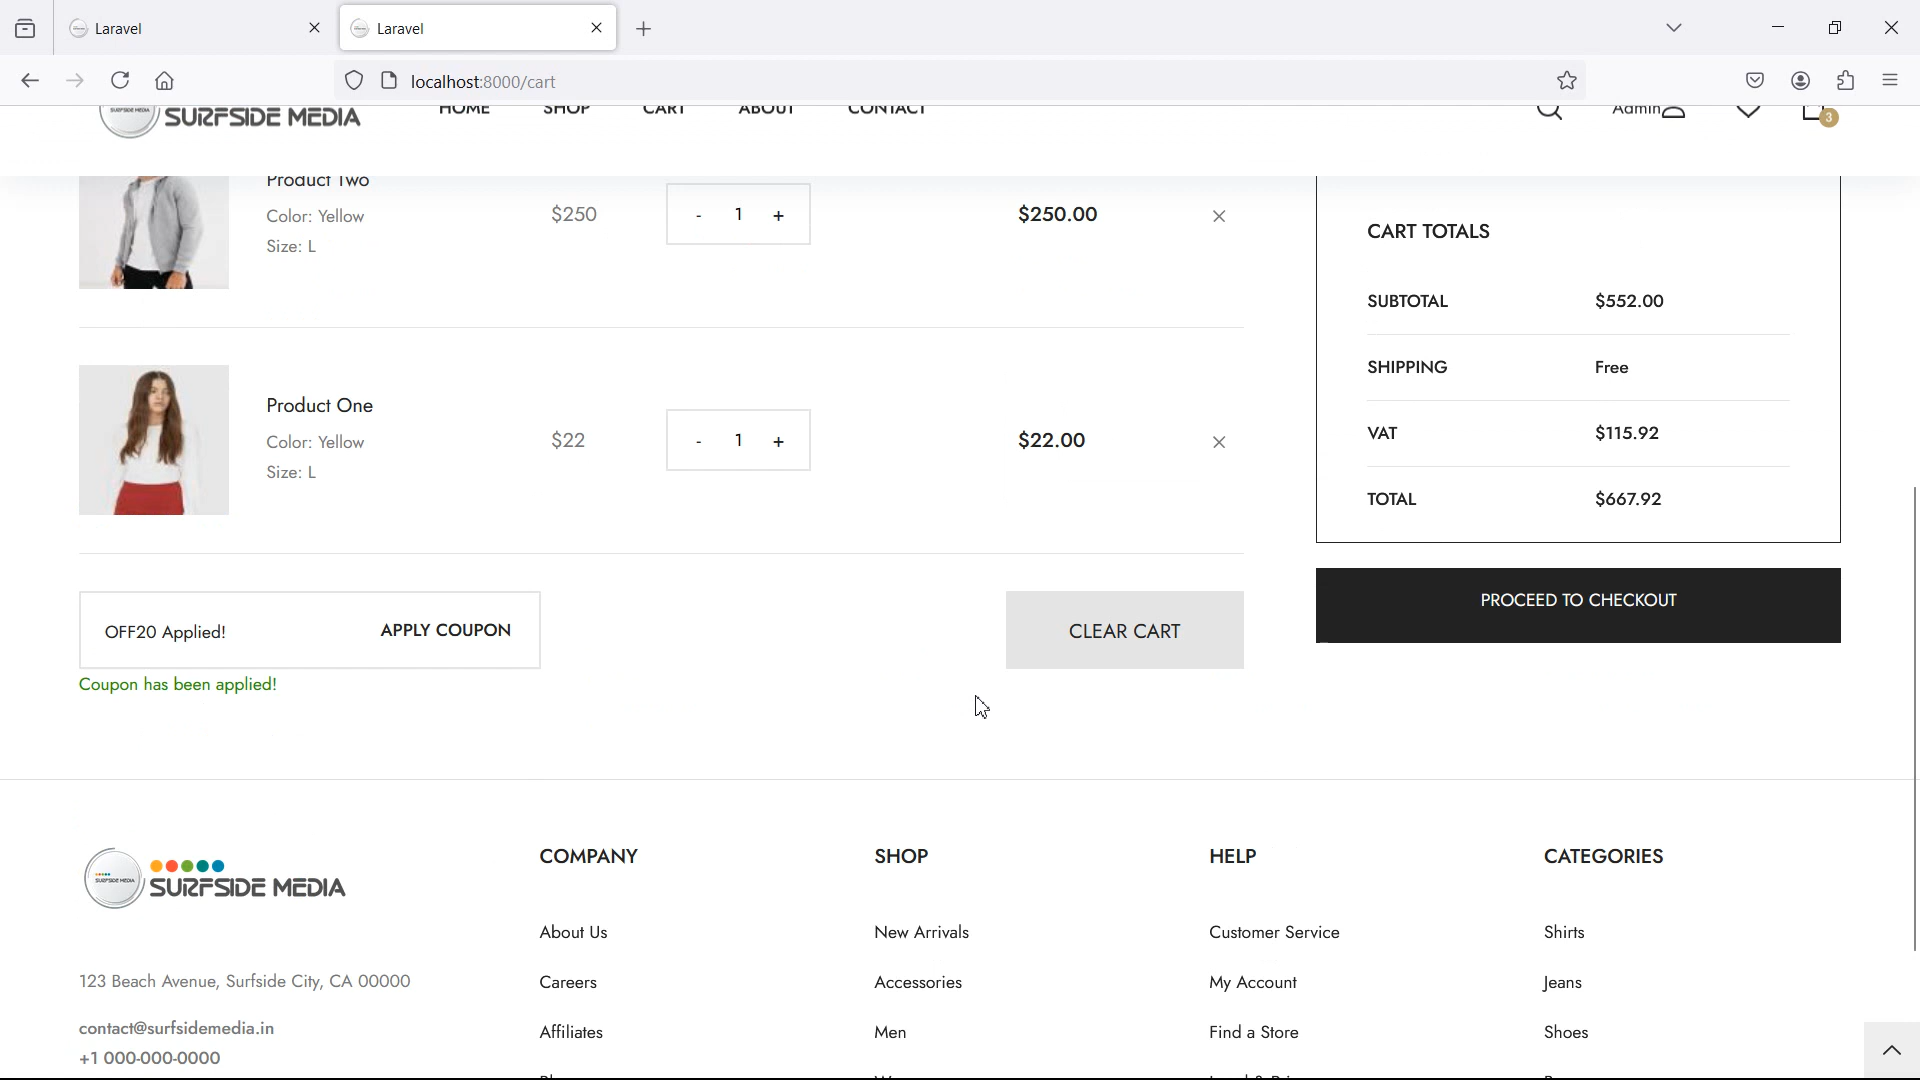 Laravel
Laravel
localhost:8000/cart
SURFSIDE MEDIA
HOME
SHOP
CART
ABOUT
CONTACT
Admin
3
Product Two
Color: Yellow
Size: L
$250
- 1 +
$250.00
Product One
Color: Yellow
Size: L
$22
- 1 +
$22.00
OFF20 Applied!
APPLY COUPON
CLEAR CART
Coupon has been applied!
CART TOTALS
SUBTOTAL $552.00
SHIPPING Free
VAT $115.92
TOTAL $667.92
PROCEED TO CHECKOUT
SURFSIDE MEDIA
SURFSIDE MEDIA
123 Beach Avenue, Surfside City, CA 00000
contact@surfsidemedia.in
+1 000-000-0000
COMPANY
About Us
Careers
Affiliates
SHOP
New Arrivals
Accessories
Men
HELP
Customer Service
My Account
Find a Store
CATEGORIES
Shirts
Jeans
Shoes